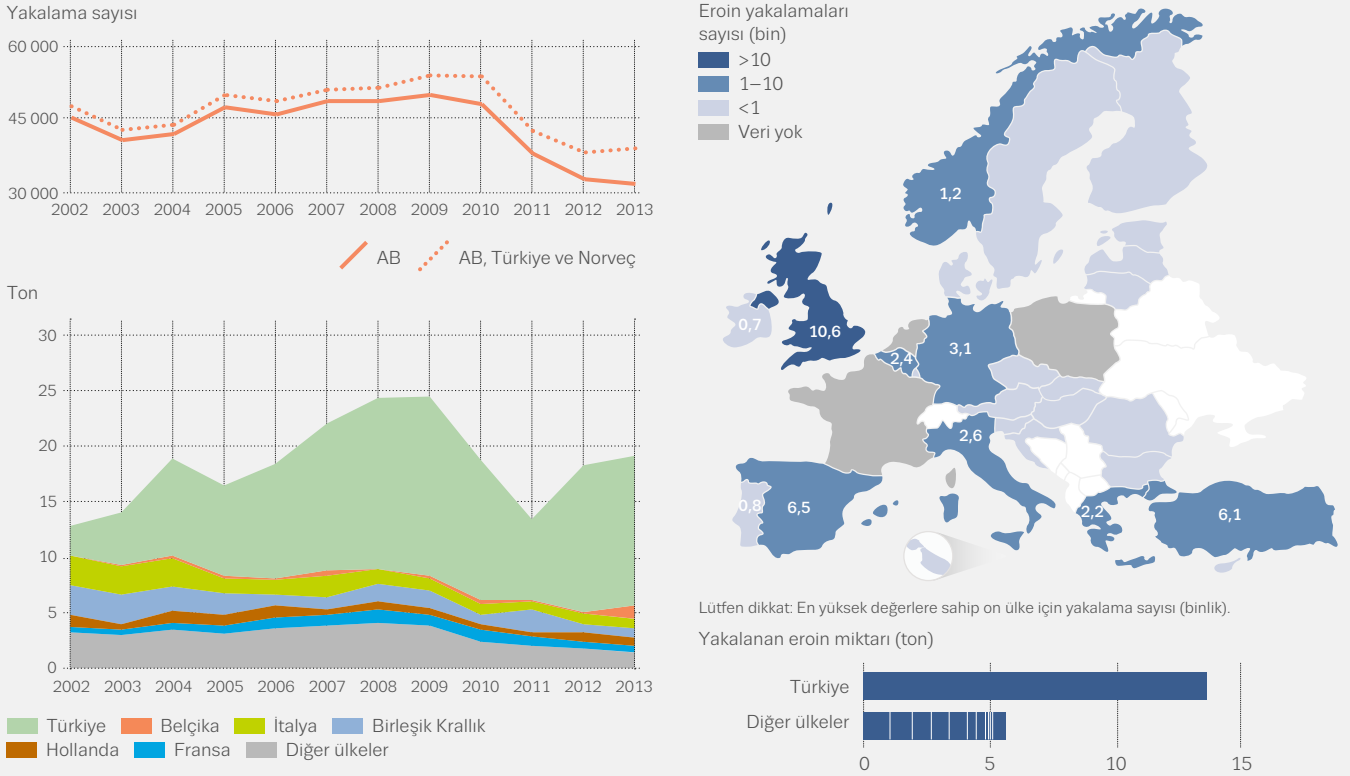 Yakalama sayısı
60 000
45 000
30 000
2002 2003 2004 2005 2006 2007 2008 2009 2010 2011 2012 2013
AB
AB, Türkiye ve Norveç
Ton
30
25
20
15
10
5
0
2002 2003 2004 2005 2006 2007 2008 2009 2010 2011 2012 2013
Türkiye
Belçika
İtalya
Birleşik Krallık
Hollanda
Fransa
Diğer ülkeler
Eroin yakalamaları
sayısı (bin)
>10
1–10
<1
Veri yok
1,2
0,7
10,6
2,4
3,1
2,6
0,8
6,5
2,2
6,1
Lütfen dikkat: En yüksek değerlere sahip on ülke için yakalama sayısı (binlik).
Yakalanan eroin miktarı (ton)
Türkiye
Diğer ülkeler
0 5 10 15